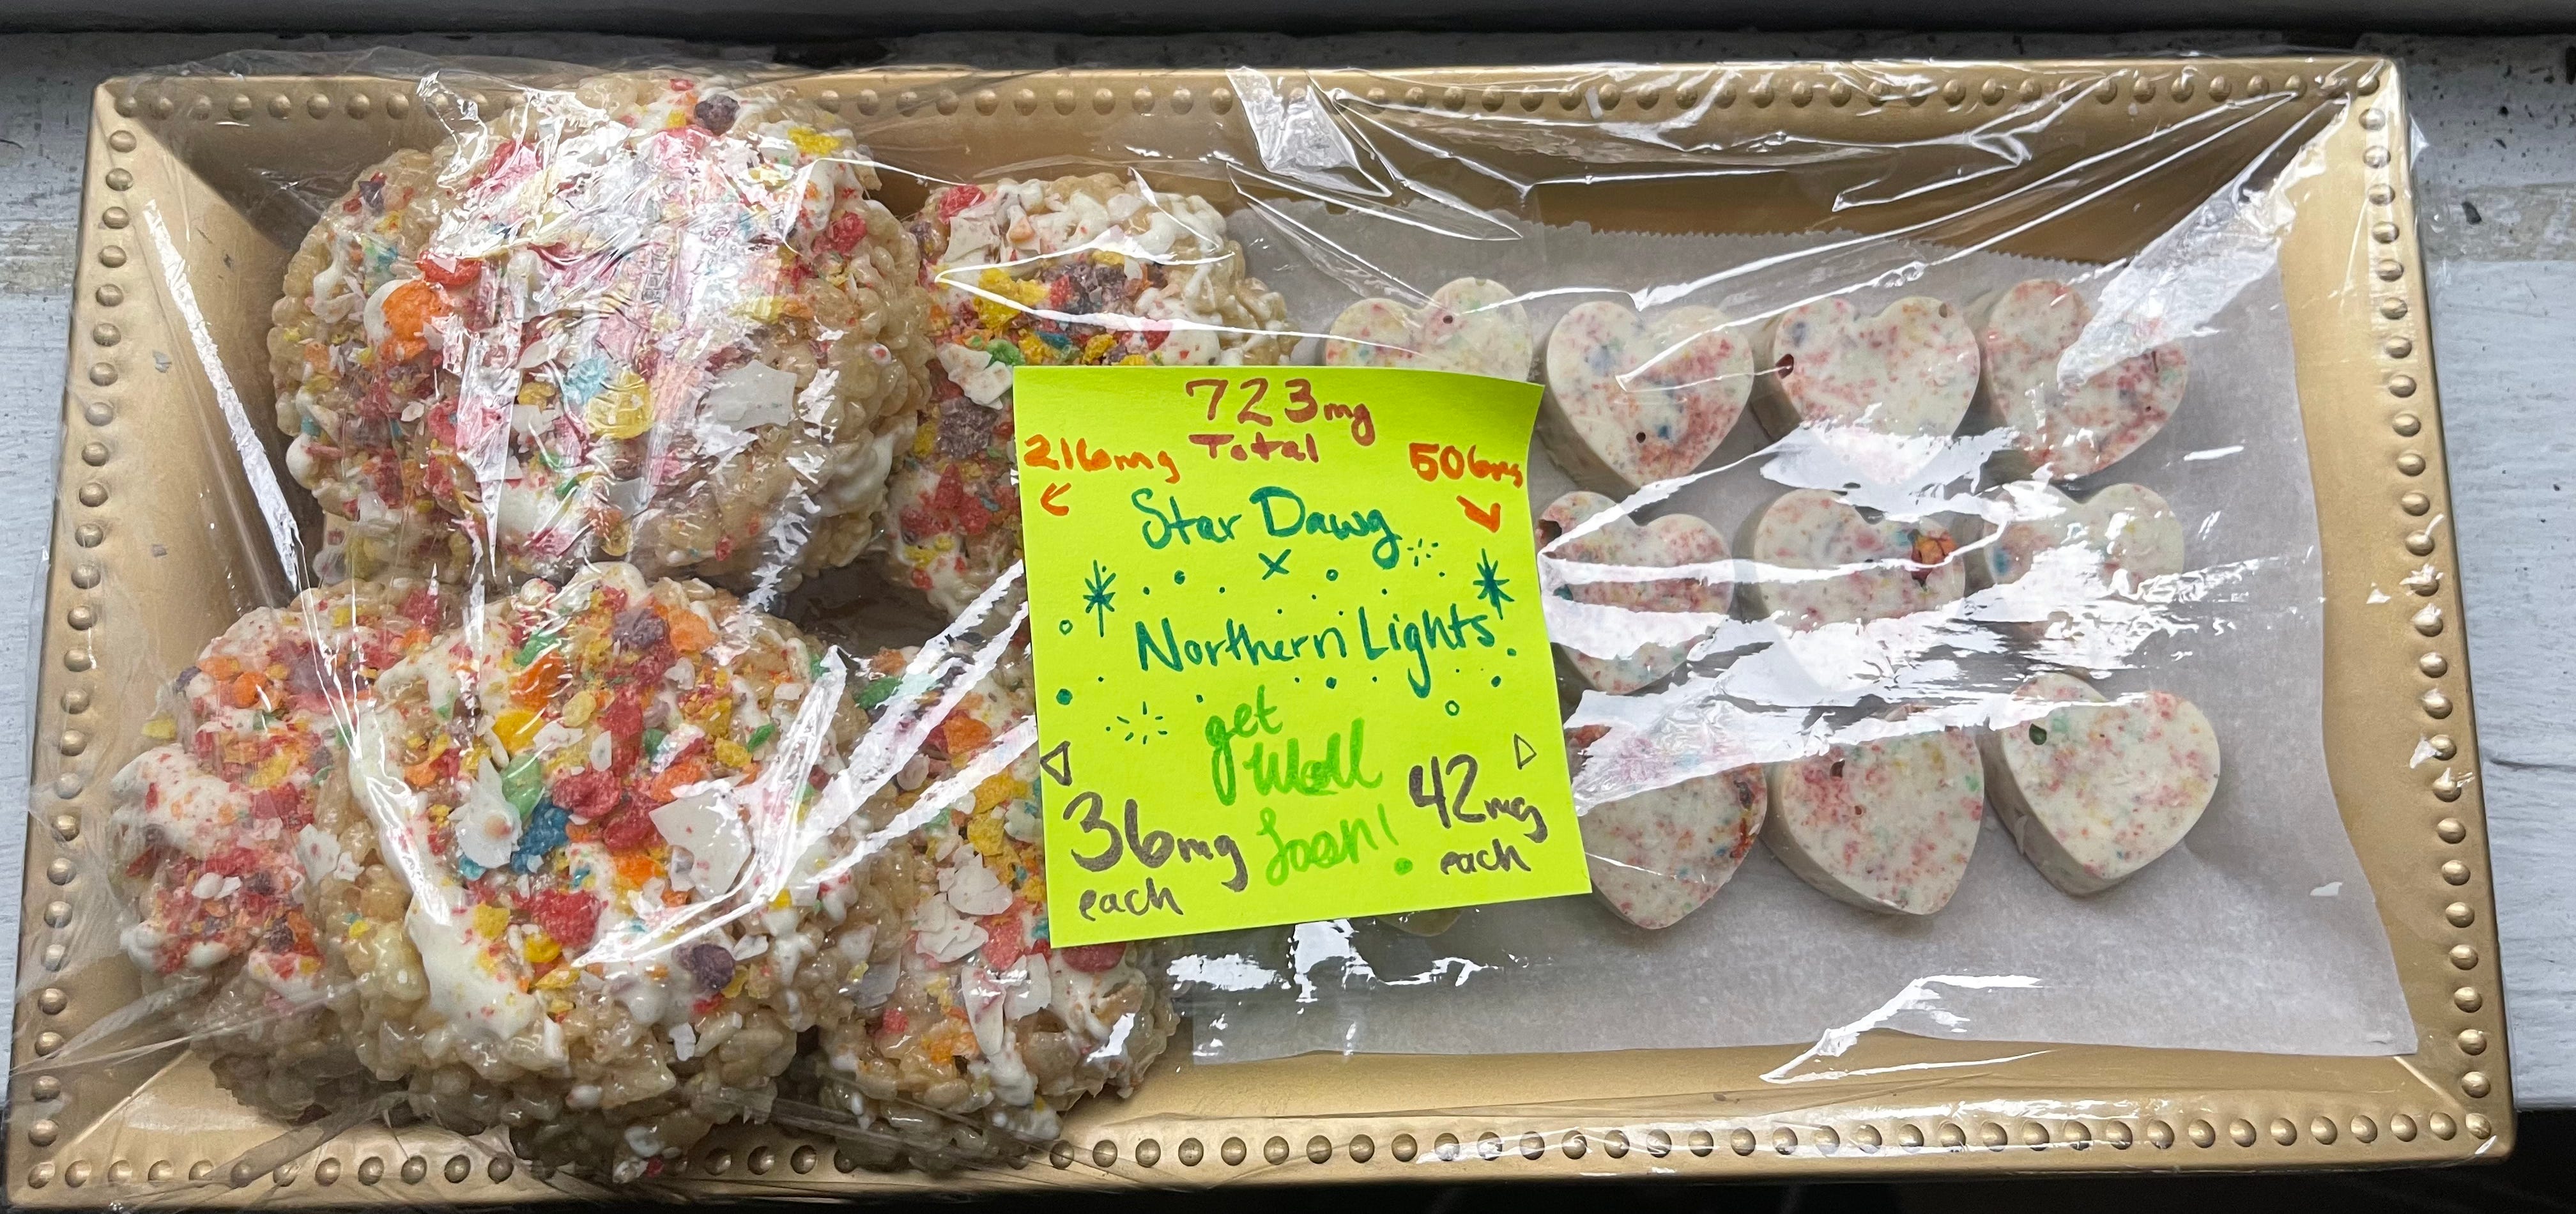 723mg
Total
216mg
506mg
Star Dawg
x
Northern Lights
get
Well
Soon!
36mg
each
42mg
each